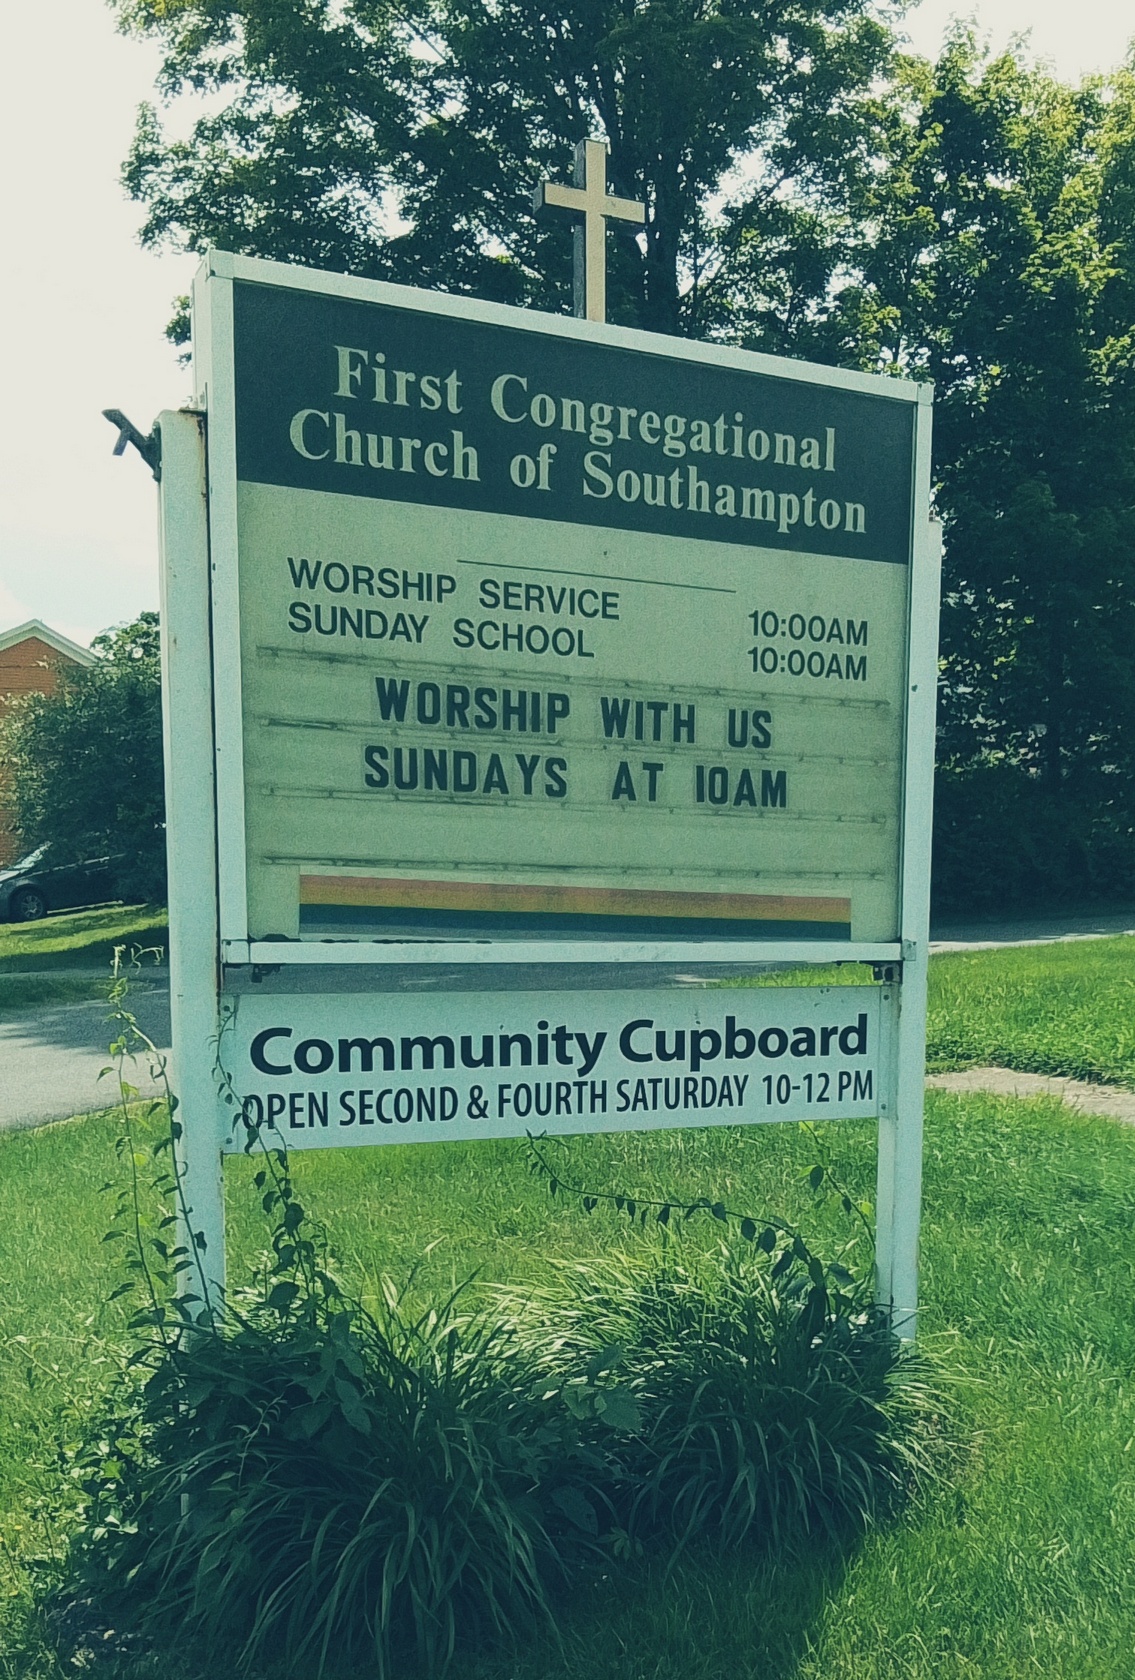 First Congregational
Church of Southampton
WORSHIP SERVICE 10:00AM
SUNDAY SCHOOL 10:00AM
WORSHIP WITH US
SUNDAYS AT 10AM
Community Cupboard
OPEN SECOND & FOURTH SATURDAY 10-12 PM